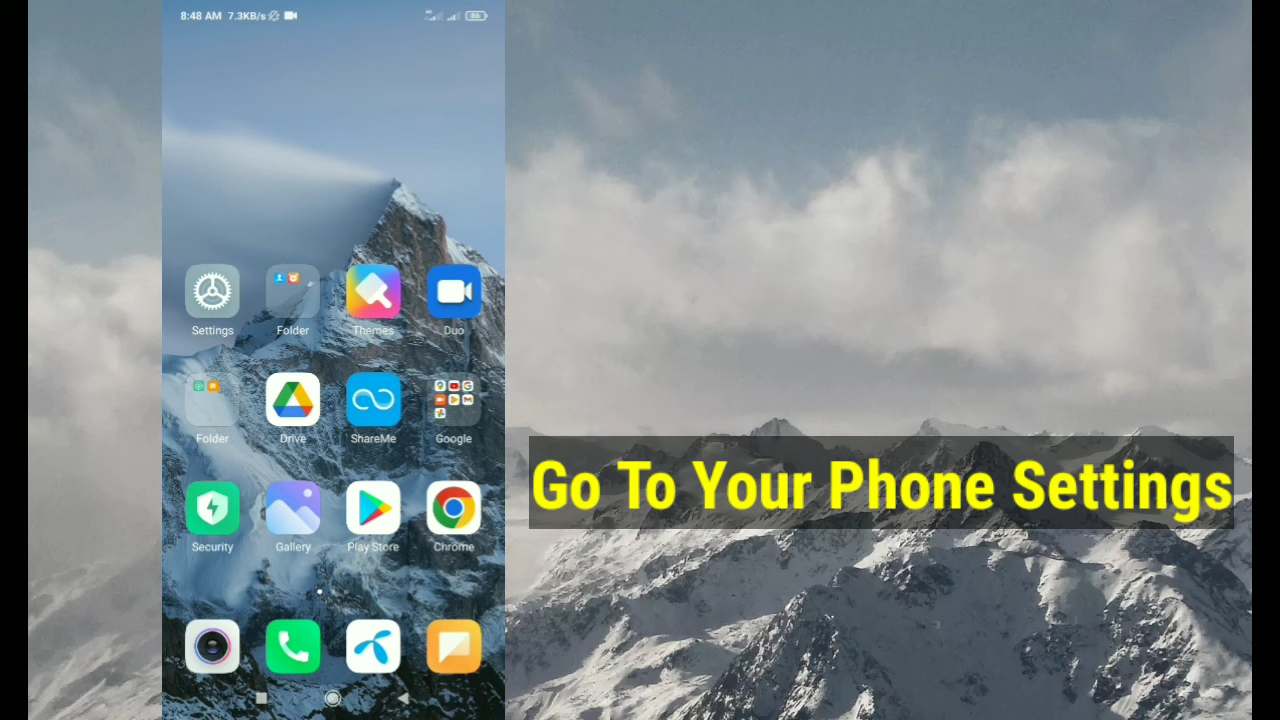 8:48 AM 7.3KB/s
Settings Folder Themes Duo
Folder Drive ShareMe Google
Security Gallery Play Store Chrome
Go To Your Phone Settings